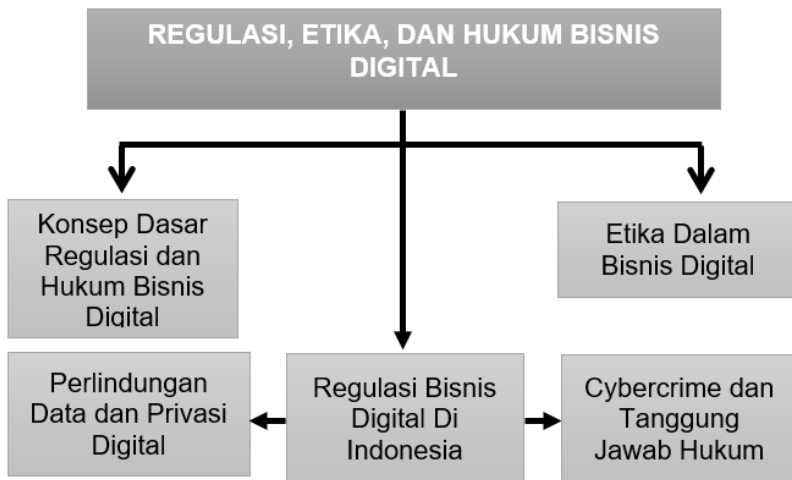 REGULASI, ETIKA, DAN HUKUM BISNIS
DIGITAL
Konsep Dasar
Regulasi dan
Hukum Bisnis
Digital
Etika Dalam
Bisnis Digital
Perlindungan
Data dan Privasi
Digital
Regulasi Bisnis
Digital Di
Indonesia
Cybercrime dan
Tanggung
Jawab Hukum